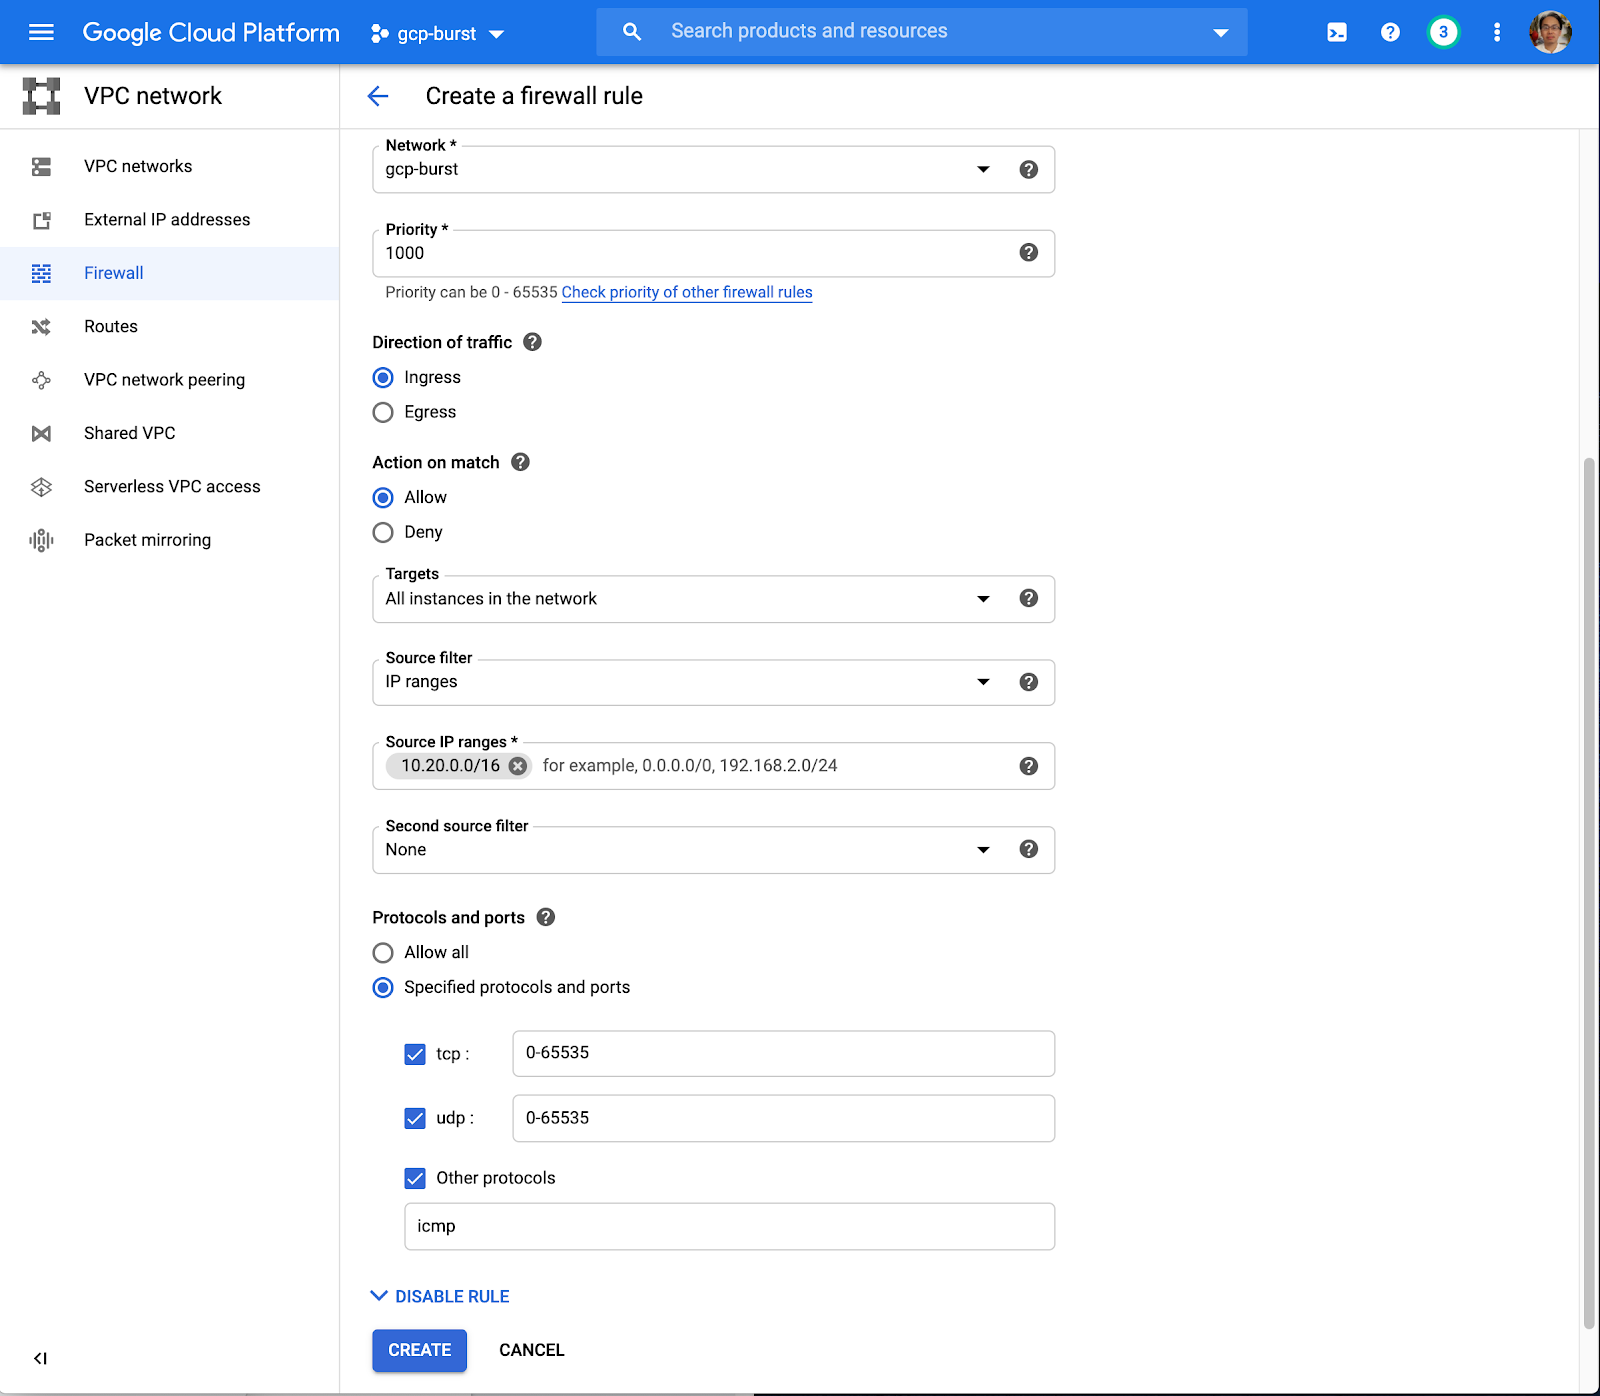 Google Cloud Platform
gcp-burst
Search products and resources
3
VPC network
Create a firewall rule
VPC networks
External IP addresses
Firewall
Routes
VPC network peering
Shared VPC
Serverless VPC access
Packet mirroring
Network *
gcp-burst
Priority *
1000
Priority can be 0 - 65535 Check priority of other firewall rules
Direction of traffic
Ingress
Egress
Action on match
Allow
Deny
Targets
All instances in the network
Source filter
IP ranges
Source IP ranges *
10.20.0.0/16 for example, 0.0.0.0/0, 192.168.2.0/24
Second source filter
None
Protocols and ports
Allow all
Specified protocols and ports
tcp : 0-65535
udp : 0-65535
Other protocols
icmp
DISABLE RULE
CREATE CANCEL